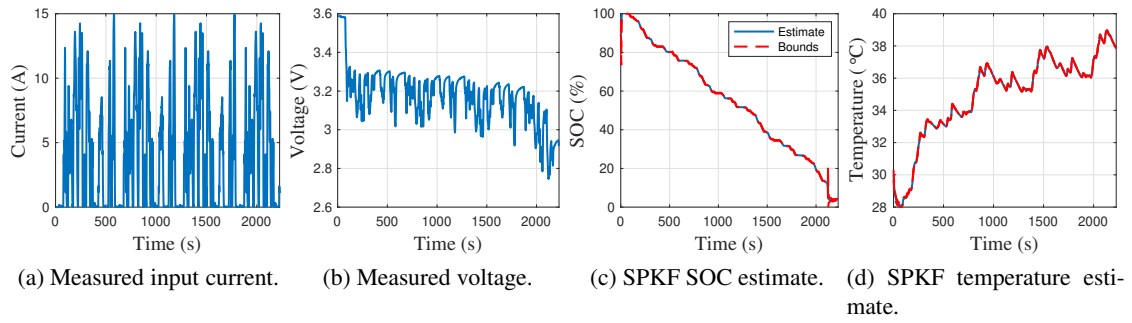 15
10
5
0
Current (A)
0 500 1000 1500 2000
Time (s)
(a) Measured input current.
3.6
3.4
3.2
3
2.8
2.6
Voltage (V)
0 500 1000 1500 2000
Time (s)
(b) Measured voltage.
100
80
60
40
20
0
SOC (%)
Estimate
Bounds
0 500 1000 1500 2000
Time (s)
(c) SPKF SOC estimate.
40
38
36
34
32
30
28
Temperature (°C)
0 500 1000 1500 2000
Time (s)
(d) SPKF temperature esti-
mate.